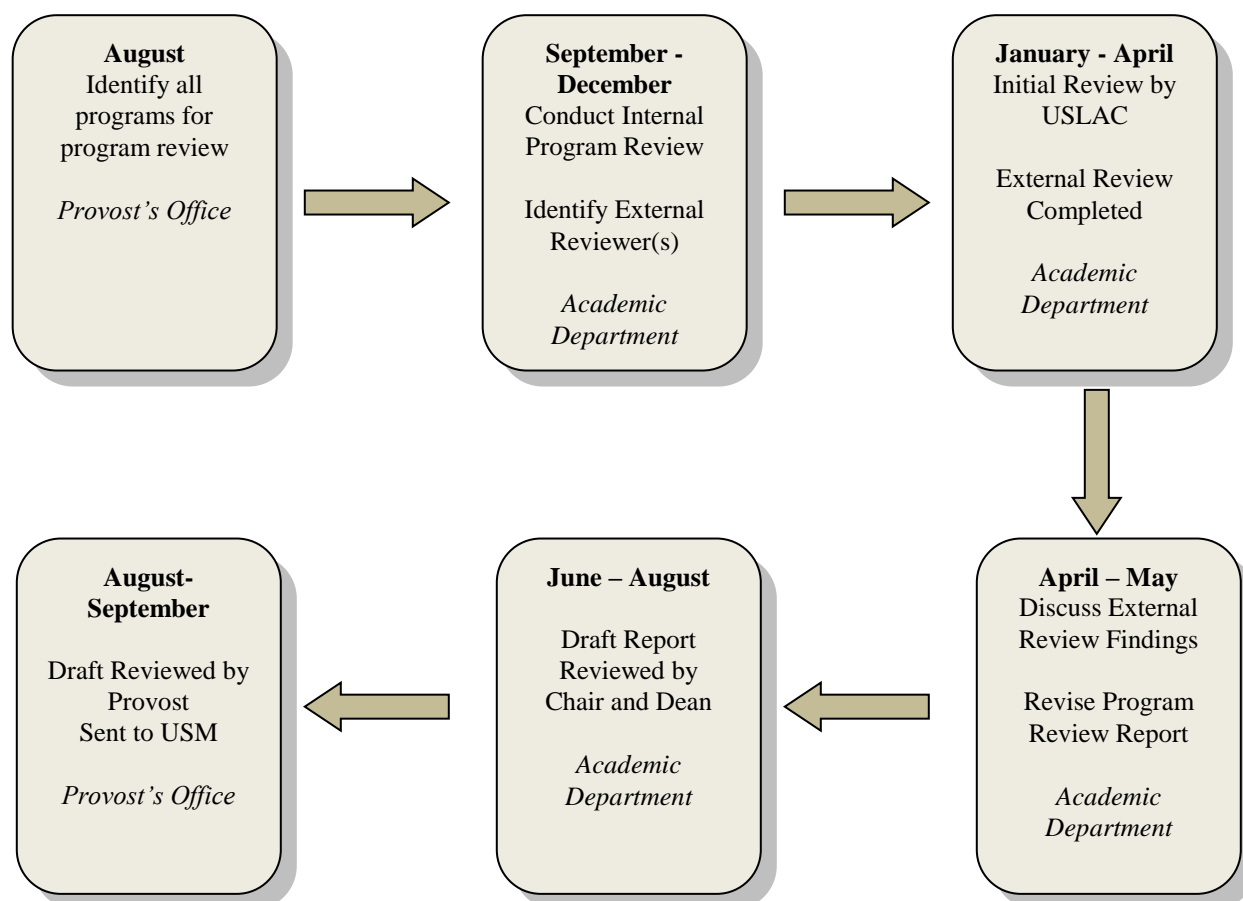 August
Identify all
programs for
program review
Provost's Office
September -
December
Conduct Internal
Program Review
Identify External
Reviewer(s)
Academic
Department
January - April
Initial Review by
USLAC
External Review
Completed
Academic
Department
April – May
Discuss External
Review Findings
Revise Program
Review Report
Academic
Department
June – August
Draft Report
Reviewed by
Chair and Dean
Academic
Department
August-
September
Draft Reviewed by
Provost
Sent to USM
Provost's Office